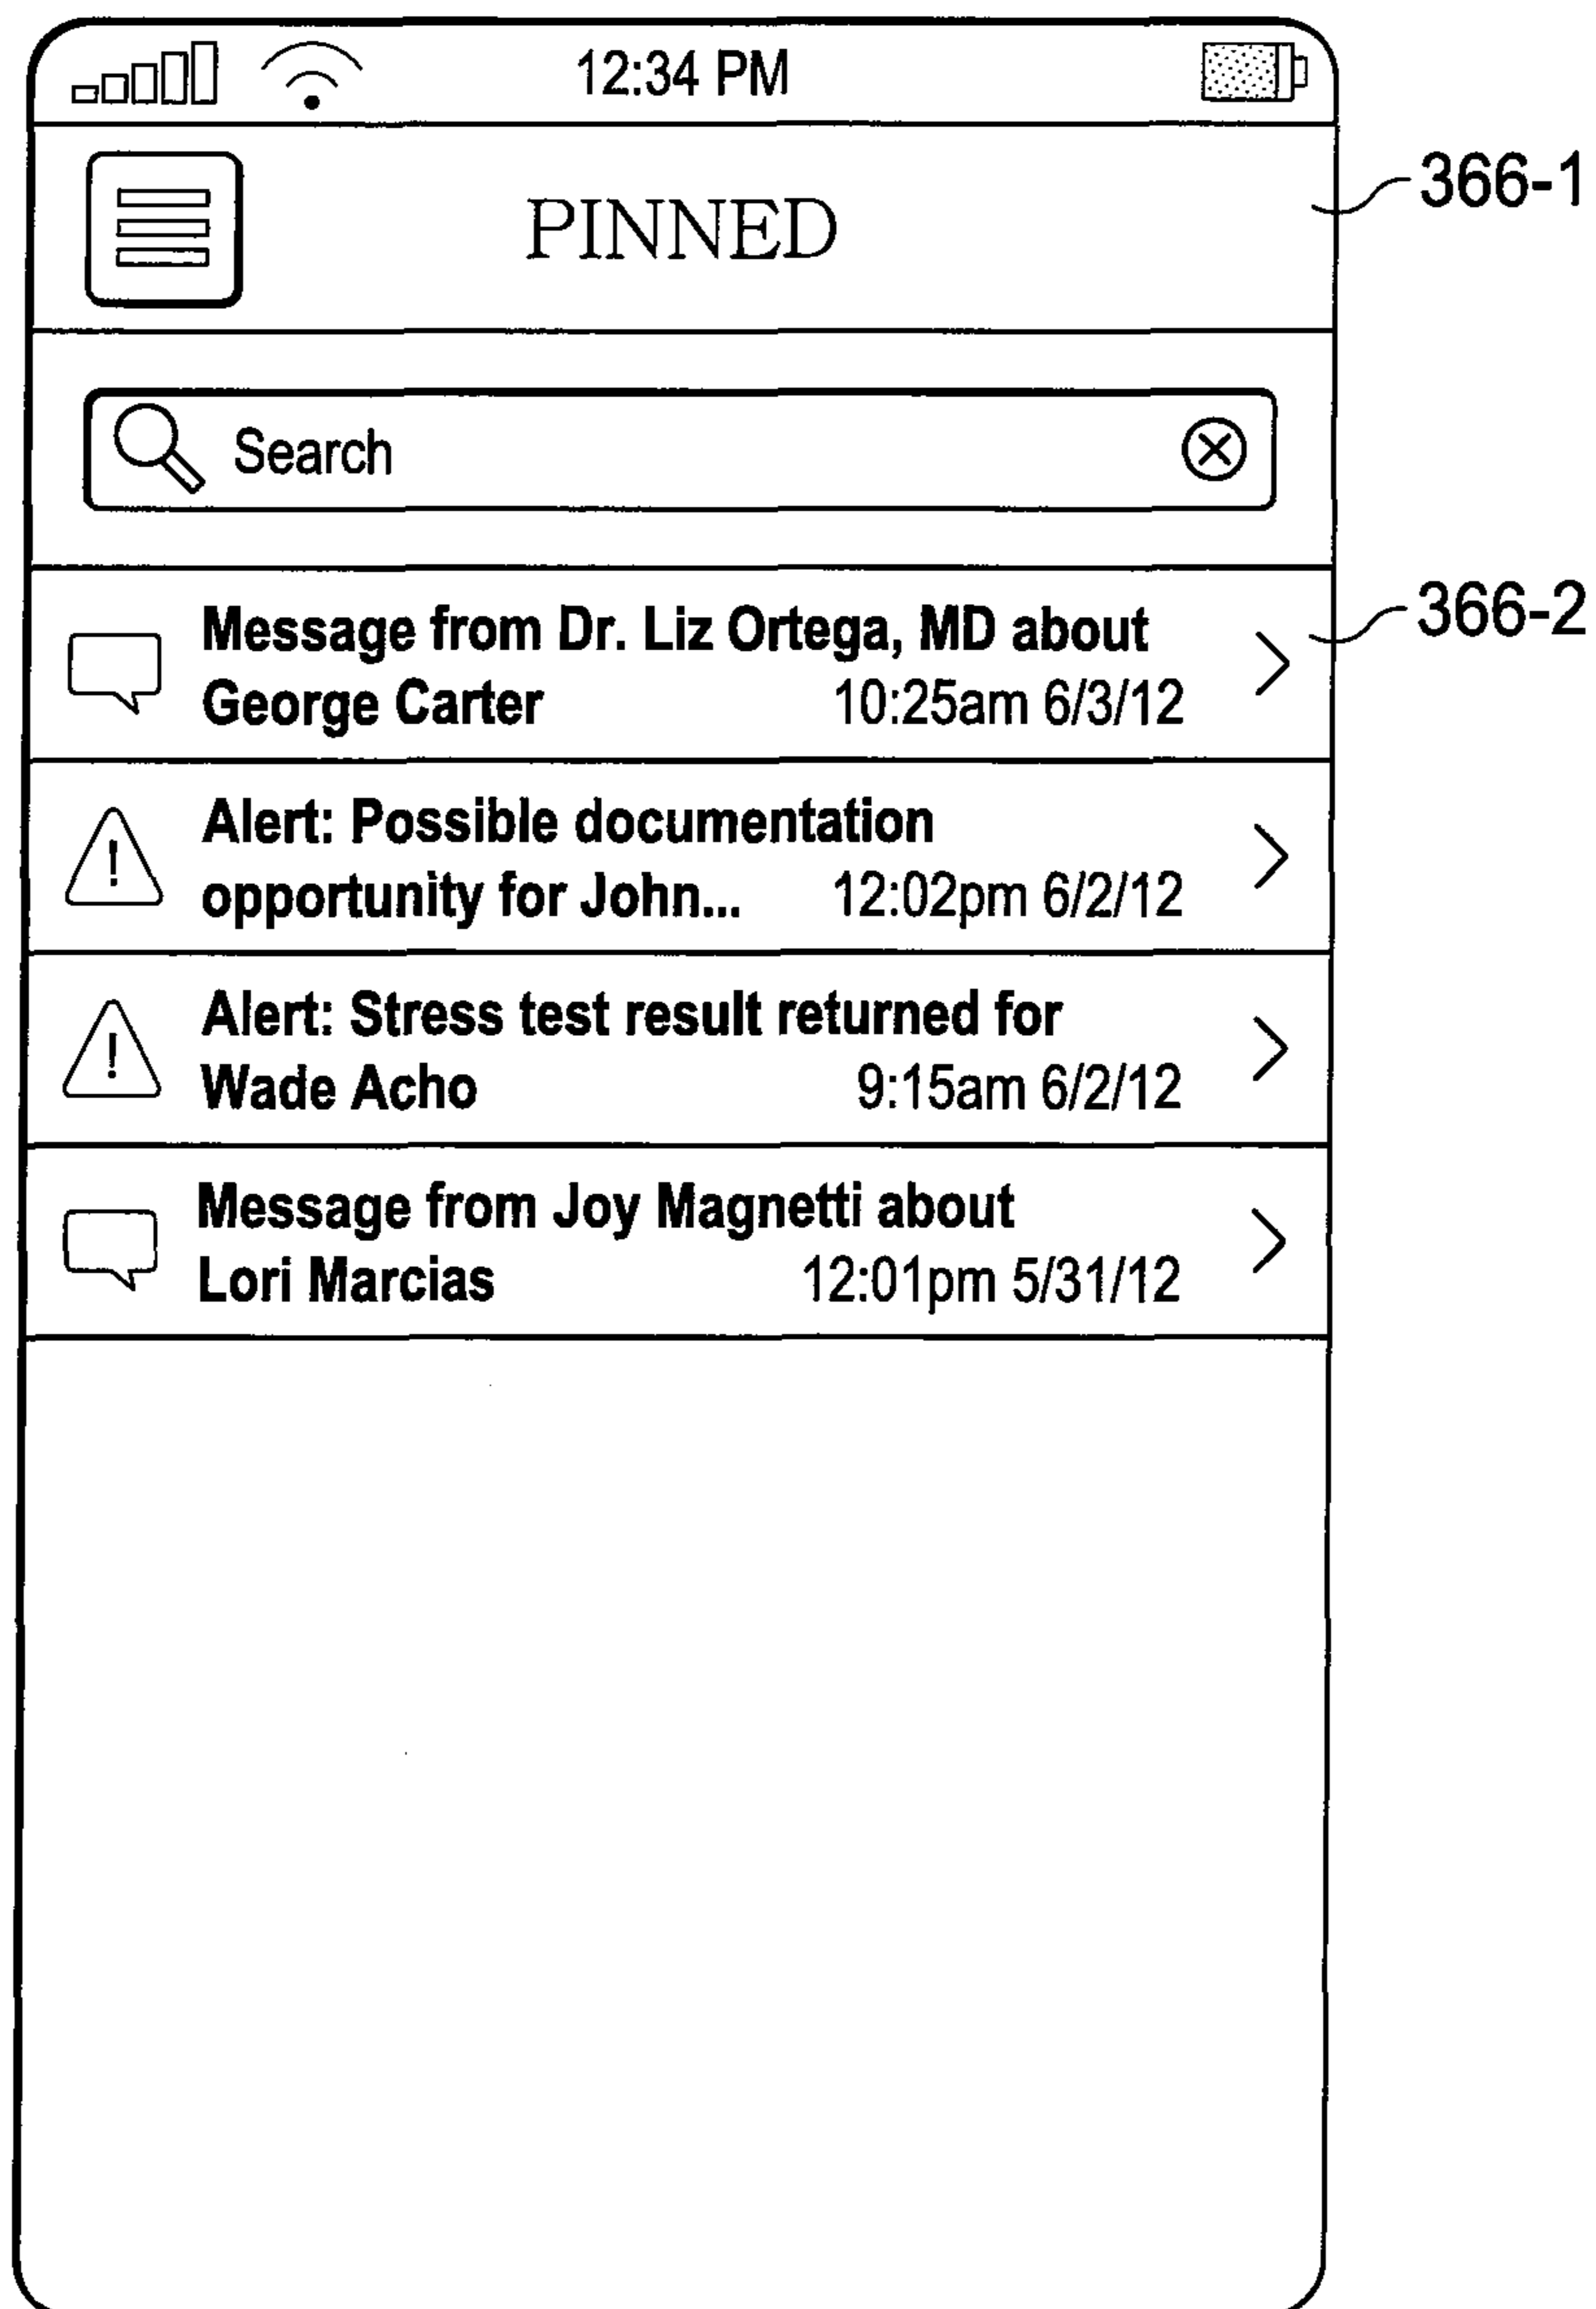 12:34 PM
PINNED
366-1
Search
Message from Dr. Liz Ortega, MD about
366-2
George Carter 10:25am 6/3/12
Alert: Possible documentation
opportunity for John... 12:02pm 6/2/12
Alert: Stress test result returned for
Wade Acho 9:15am 6/2/12
Message from Joy Magnetti about
Lori Marcias 12:01pm 5/31/12